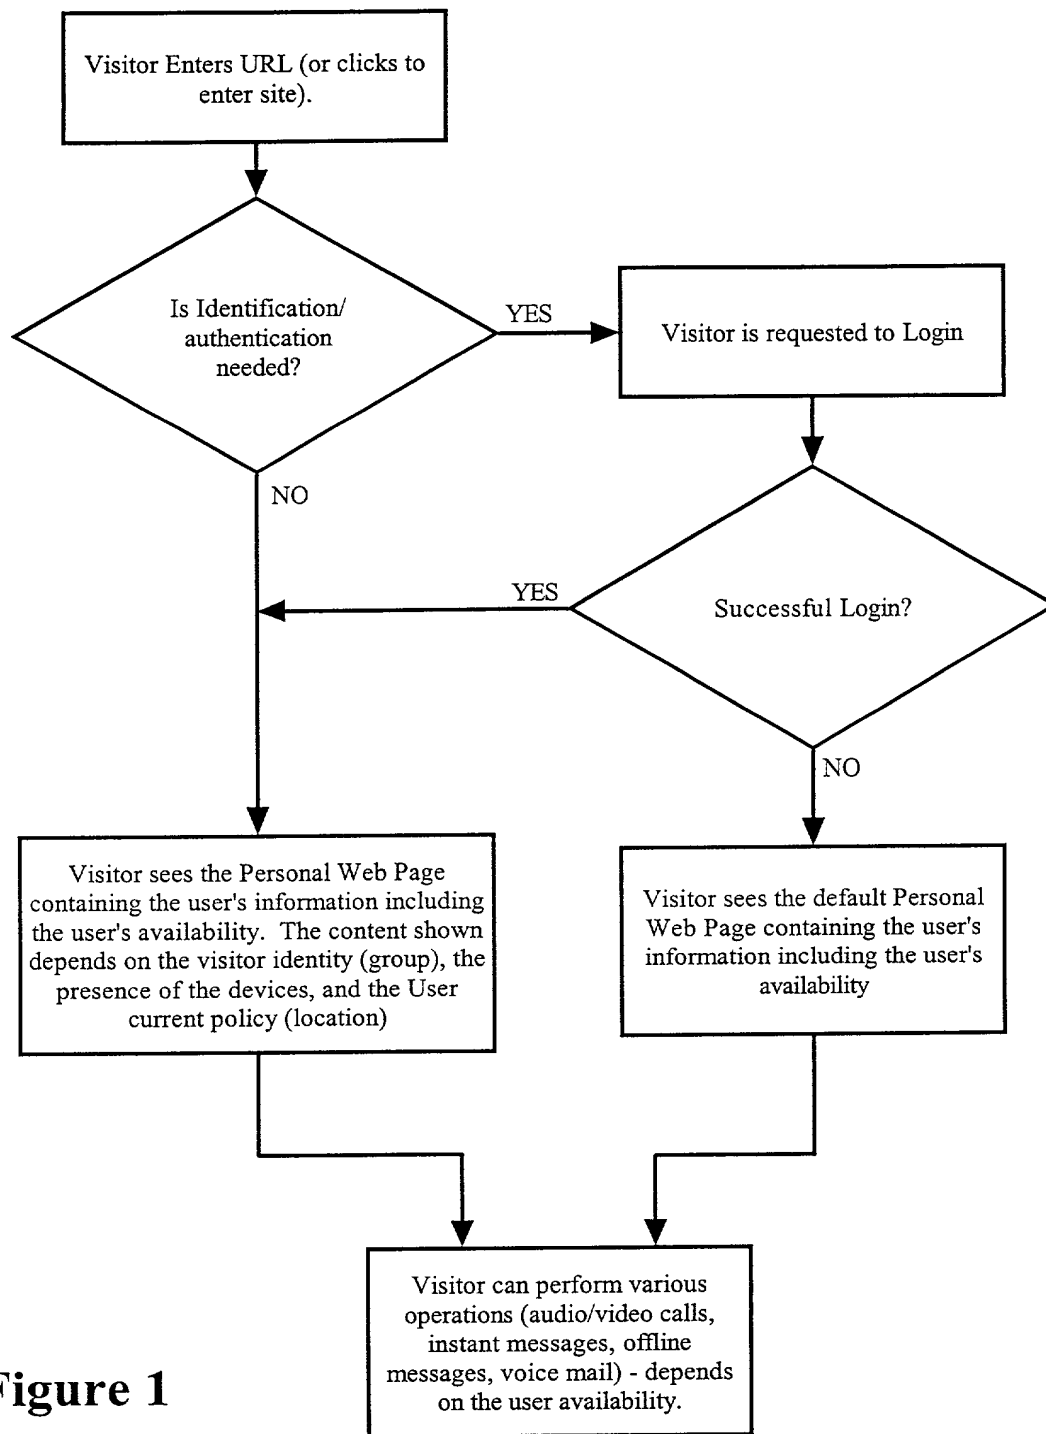 Visitor Enters URL (or clicks to
enter site).
Is Identification/
authentication
needed?
YES
Visitor is requested to Login
NO
YES
Successful Login?
NO
Visitor sees the Personal Web Page
containing the user's information including
the user's availability. The content shown
depends on the visitor identity (group), the
presence of the devices, and the User
current policy (location)
Visitor sees the default Personal
Web Page containing the user's
information including the user's
availability
Visitor can perform various
operations (audio/video calls,
instant messages, offline
messages, voice mail) - depends
on the user availability.
Figure 1